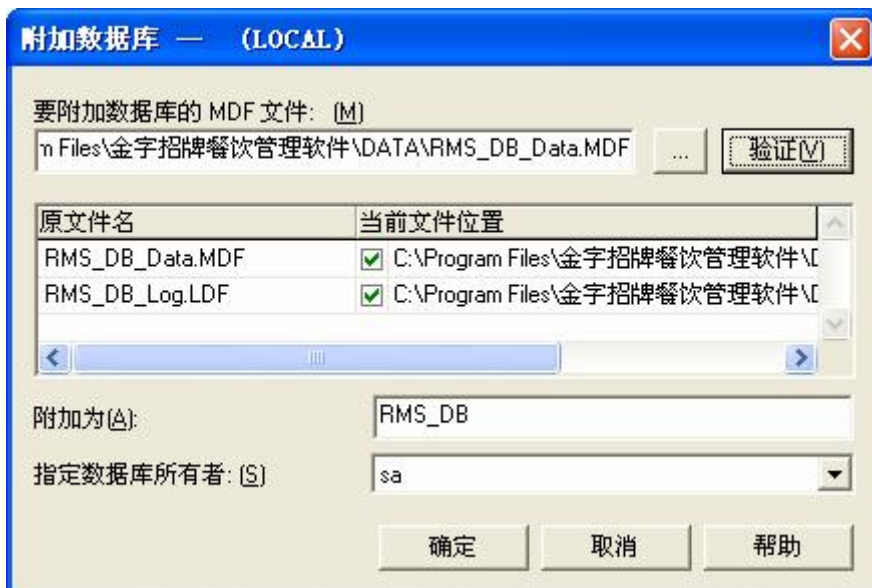 附加数据库 — (LOCAL)
要附加数据库的 MDF 文件: (M)
n Files\金字招牌餐饮管理软件\DATA\RMS_DB_Data.MDF ... 验证(V)
原文件名 当前文件位置
RMS_DB_Data.MDF C:\Program Files\金字招牌餐饮管理软件\D
RMS_DB_Log.LDF C:\Program Files\金字招牌餐饮管理软件\D
附加为(A): RMS_DB
指定数据库所有者: (S) sa
确定 取消 帮助